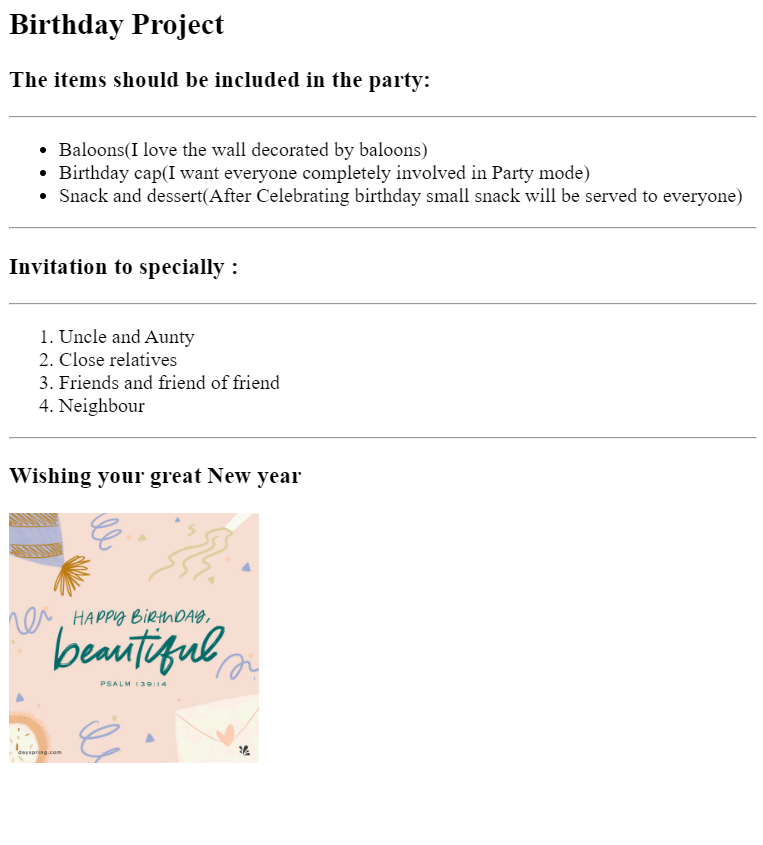 Birthday Project
The items should be included in the party:
Baloons(I love the wall decorated by baloons)
Birthday cap(I want everyone completely involved in Party mode)
Snack and dessert(After Celebrating birthday small snack will be served to everyone)
Invitation to specially :
1. Uncle and Aunty
2. Close relatives
3. Friends and friend of friend
4. Neighbour
Wishing your great New year
HAPPY BIRTHDAY,
beautiful
PSALM 139:14
dayspring.com